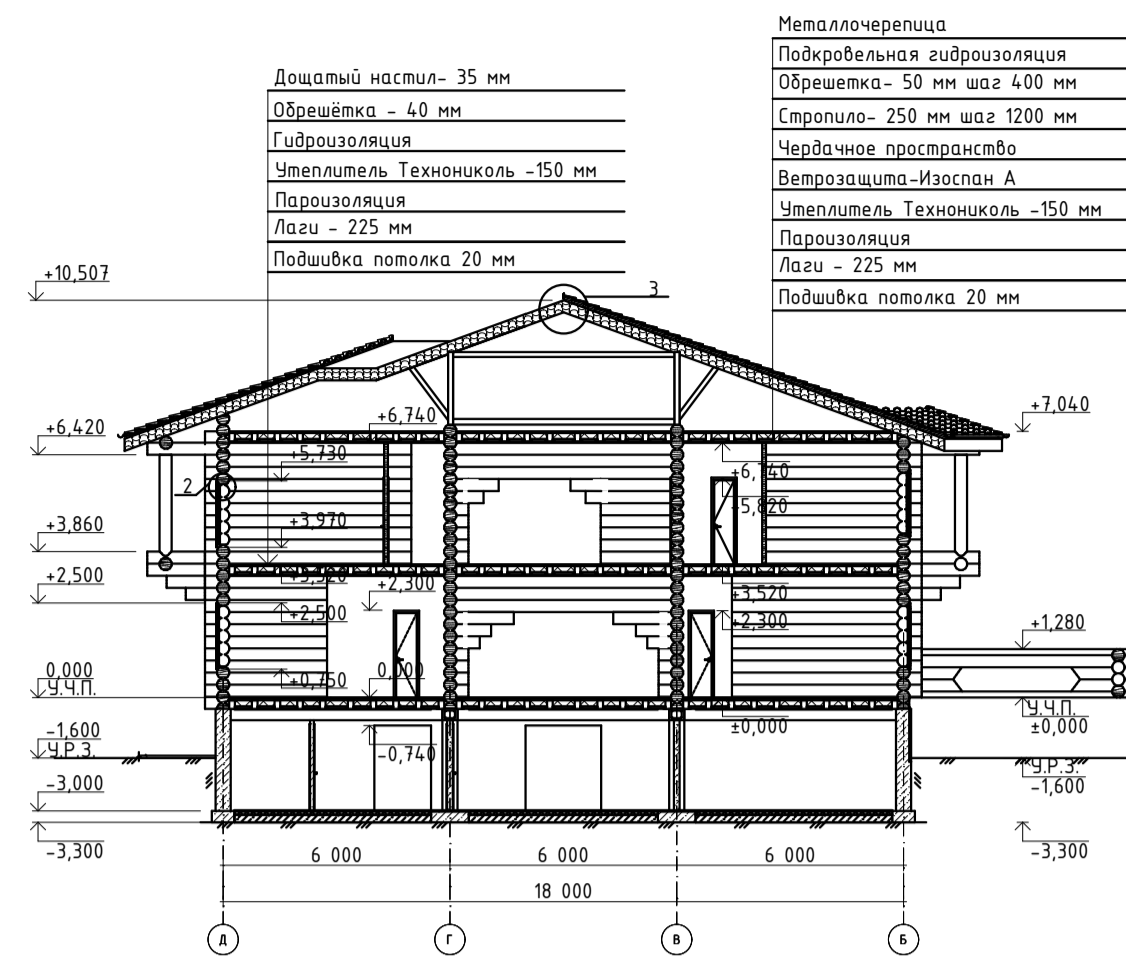 Металлочерепица
Подкровельная гидроизоляция
Обрешетка- 50 мм шаг 400 мм
Стропило- 250 мм шаг 1200 мм
Чердачное пространство
Ветрозащита-Изоспан А
Утеплитель Технониколь -150 мм
Пароизоляция
Лаги - 225 мм
Подшивка потолка 20 мм
Дощатый настил- 35 мм
Обрешётка - 40 мм
Гидроизоляция
Утеплитель Технониколь -150 мм
Пароизоляция
Лаги - 225 мм
Подшивка потолка 20 мм
+10,507
3
+7,040
+6,740
+6,420
+5,730
+6,740
2
-5,820
+3,970
+3,860
+3,520
+2,300
+3,520
+2,500
+2,500
+2,300
+1,280
0,000
У.Ч.П.
+0,750
0,000
У.Ч.П.
±0,000
±0,000
-1,600
У.Р.З.
-0,740
У.Р.З.
-1,600
-3,000
-3,300
-3,300
6 000
6 000
6 000
18 000
Д
Г
В
Б